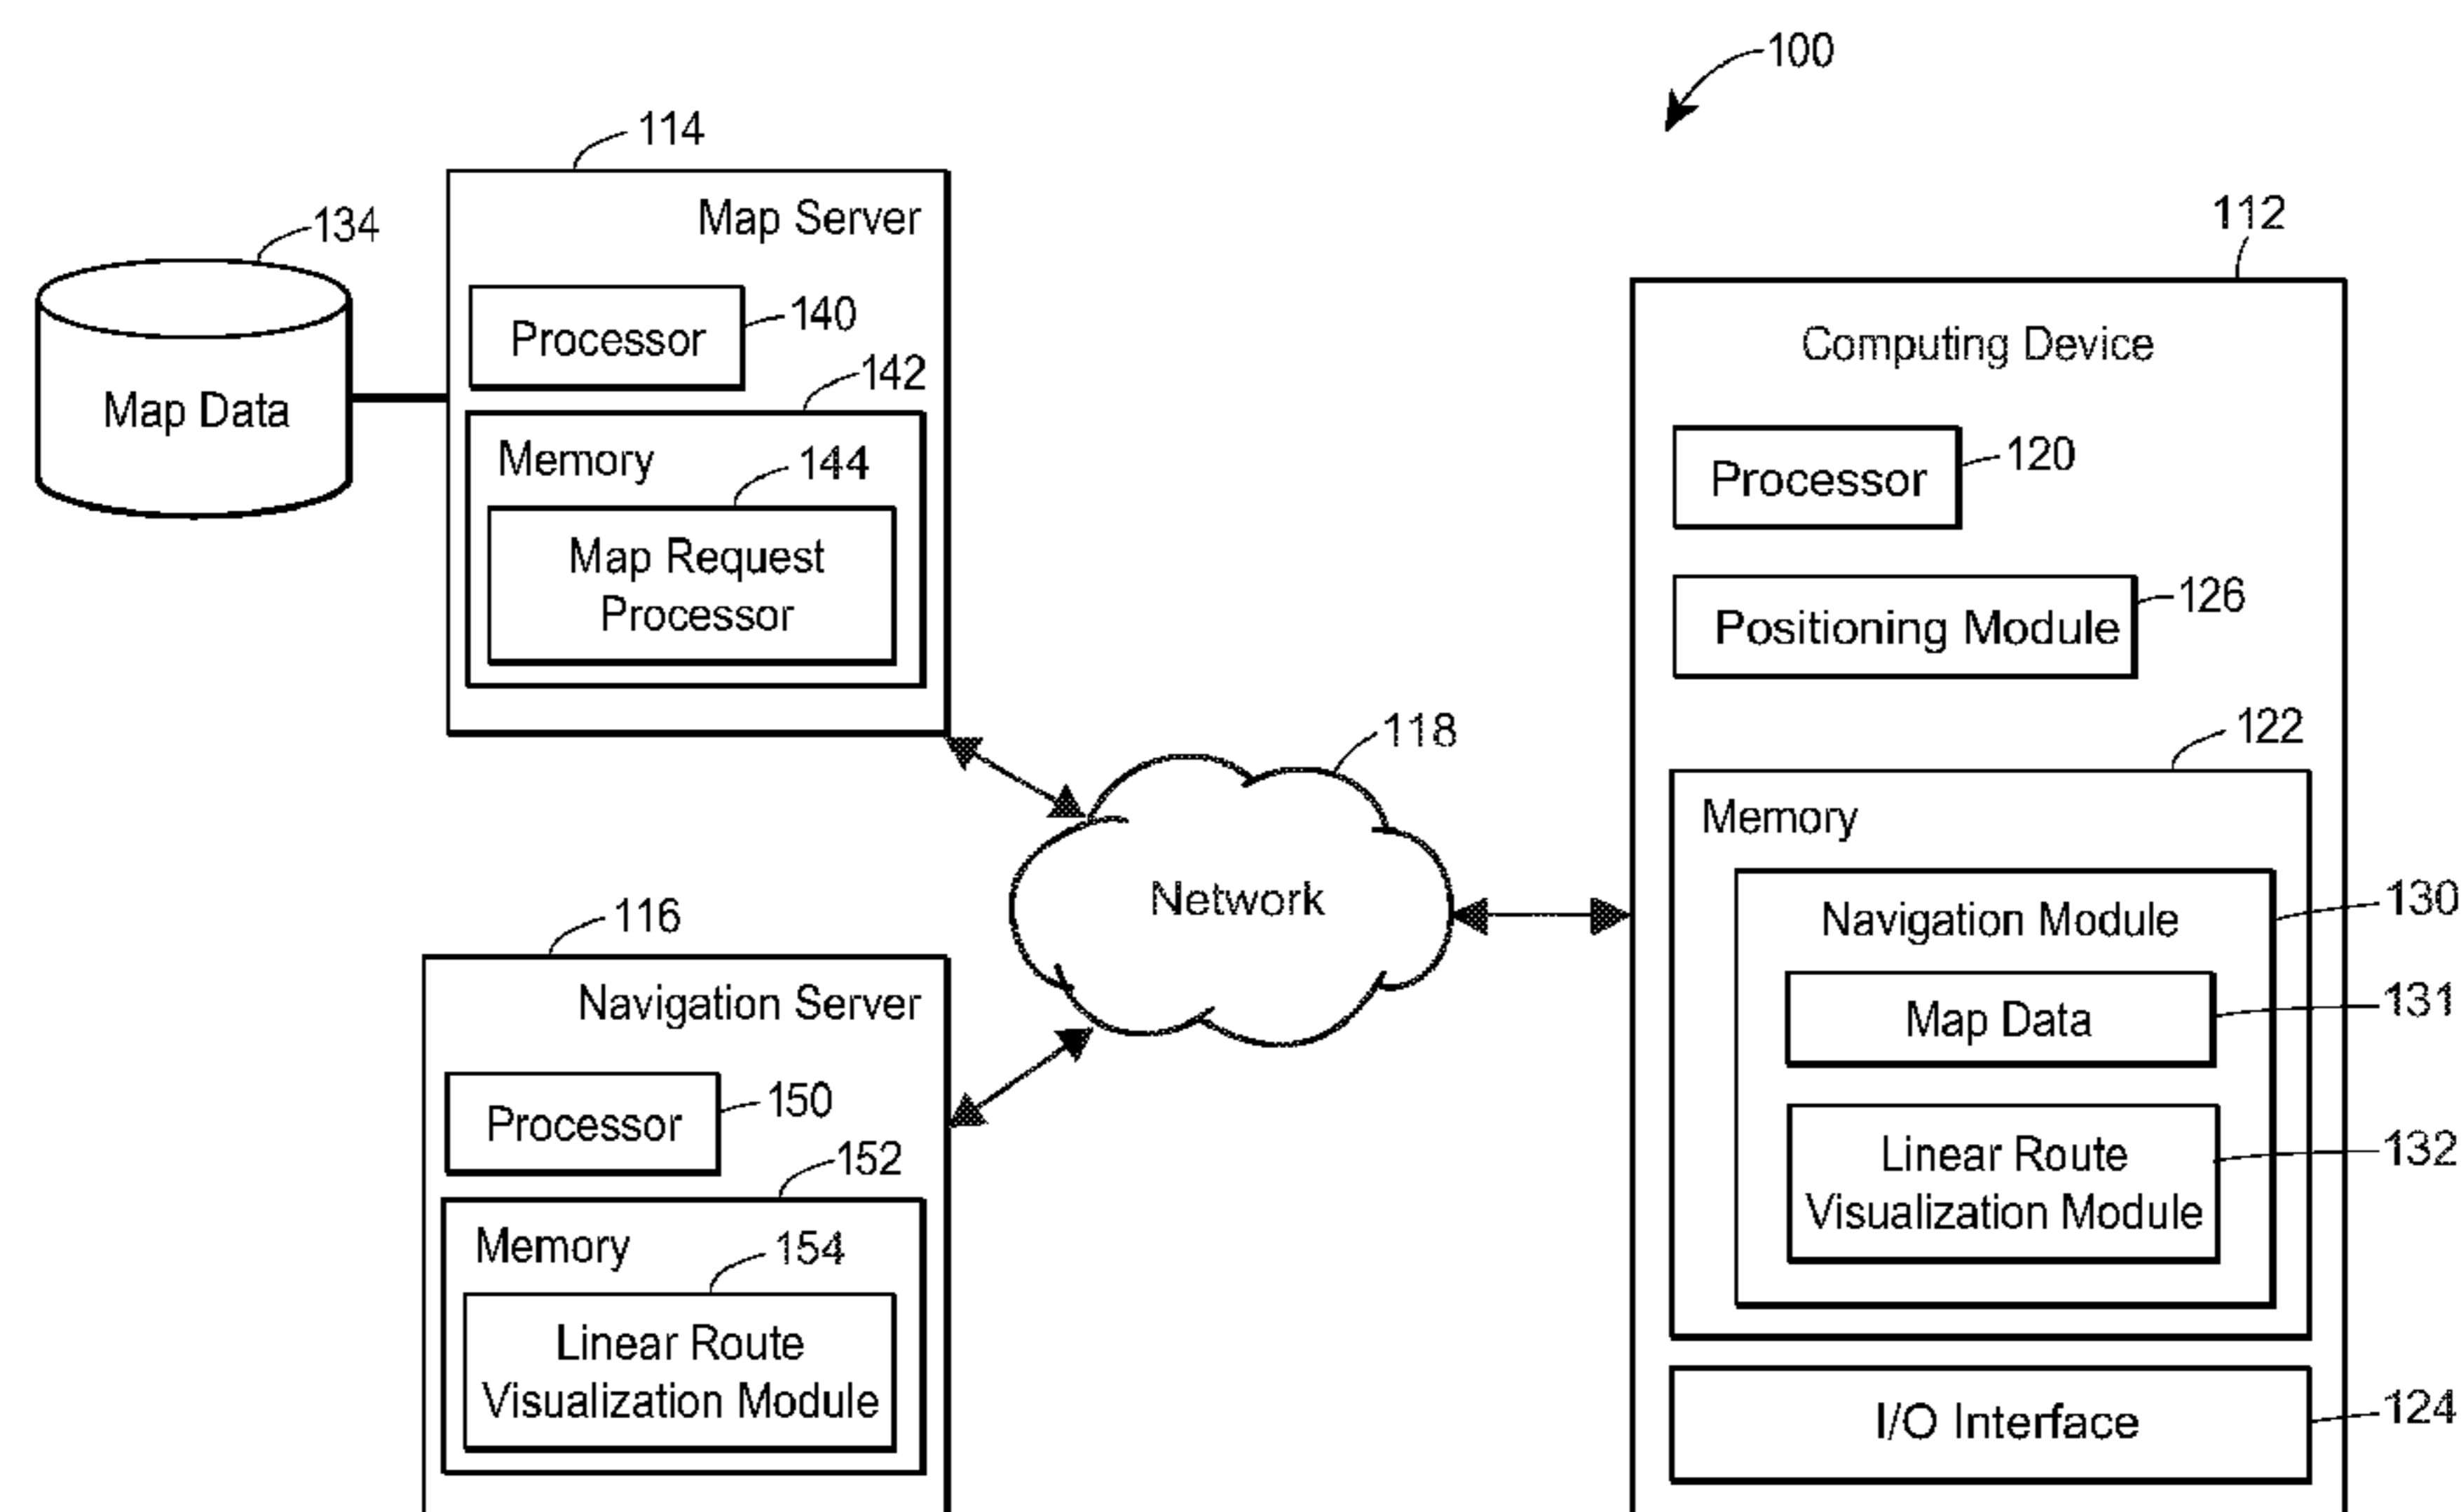 100
114
Map Server
134
Map Data
Processor
140
142
Memory
144
Map Request
Processor
112
Computing Device
Processor
120
Positioning Module
126
122
Memory
Navigation Module
130
Map Data
131
Linear Route
Visualization Module
132
I/O Interface
124
118
Network
116
Navigation Server
Processor
150
152
Memory
154
Linear Route
Visualization Module